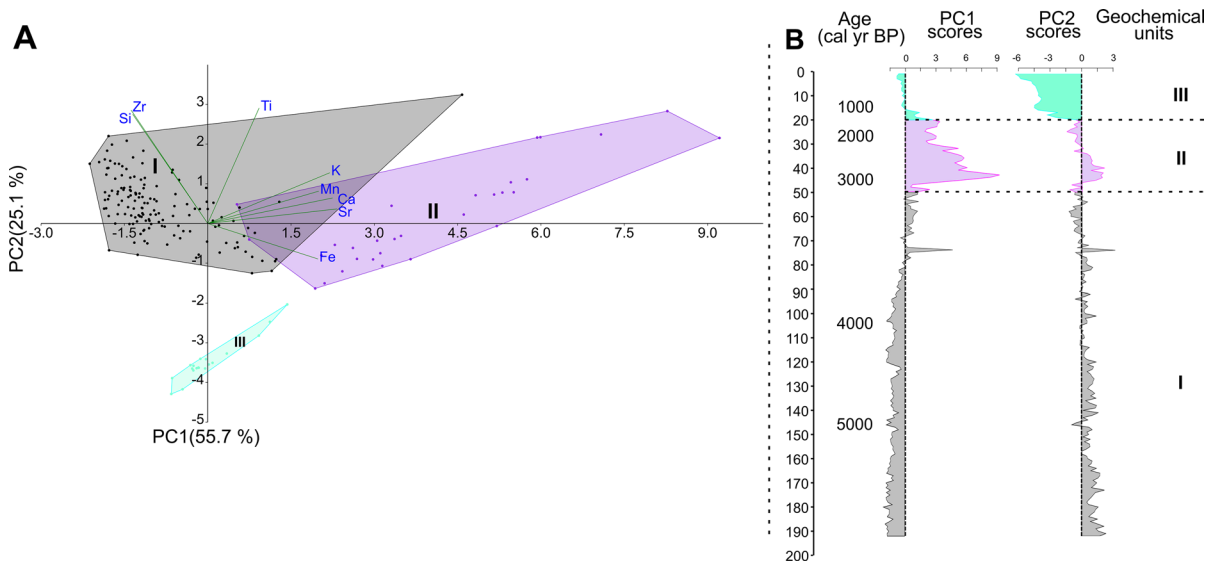 A
Zr
Si
Ti
K
Mn
Ca
Sr
Fe
I
II
III
3
2
1
-1
-2
-3
-4
-5
-3.0
-1.5
1.5
3.0
4.5
6.0
7.5
9.0
PC2(25.1 %)
PC1(55.7 %)
B
Age
(cal yr BP)
PC1
scores
PC2
scores
Geochemical
units
0 3 6 9
-6 -3 0 3
0
10
20
30
40
50
60
70
80
90
100
110
120
130
140
150
160
170
180
190
200
1000
2000
3000
4000
5000
III
II
I